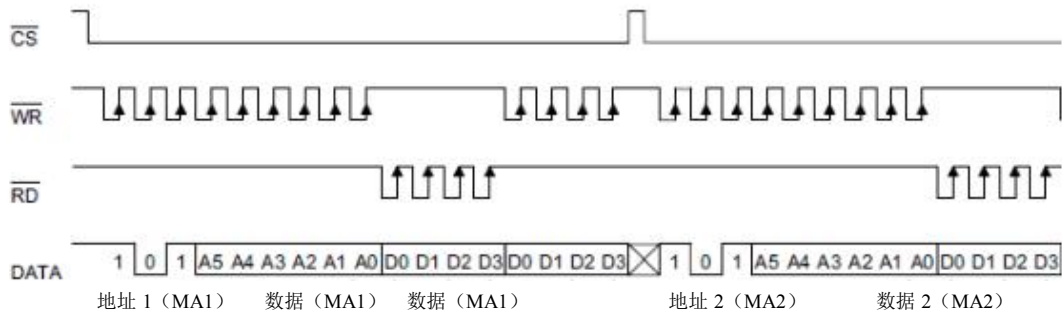 CS
WR
RD
DATA 1 0 1 A5 A4 A3 A2 A1 A0 D0 D1 D2 D3 D0 D1 D2 D3 1 0 1 A5 A4 A3 A2 A1 A0 D0 D1 D2 D3
地址 1（MA1） 数据（MA1） 数据（MA1） 地址 2（MA2） 数据 2（MA2）